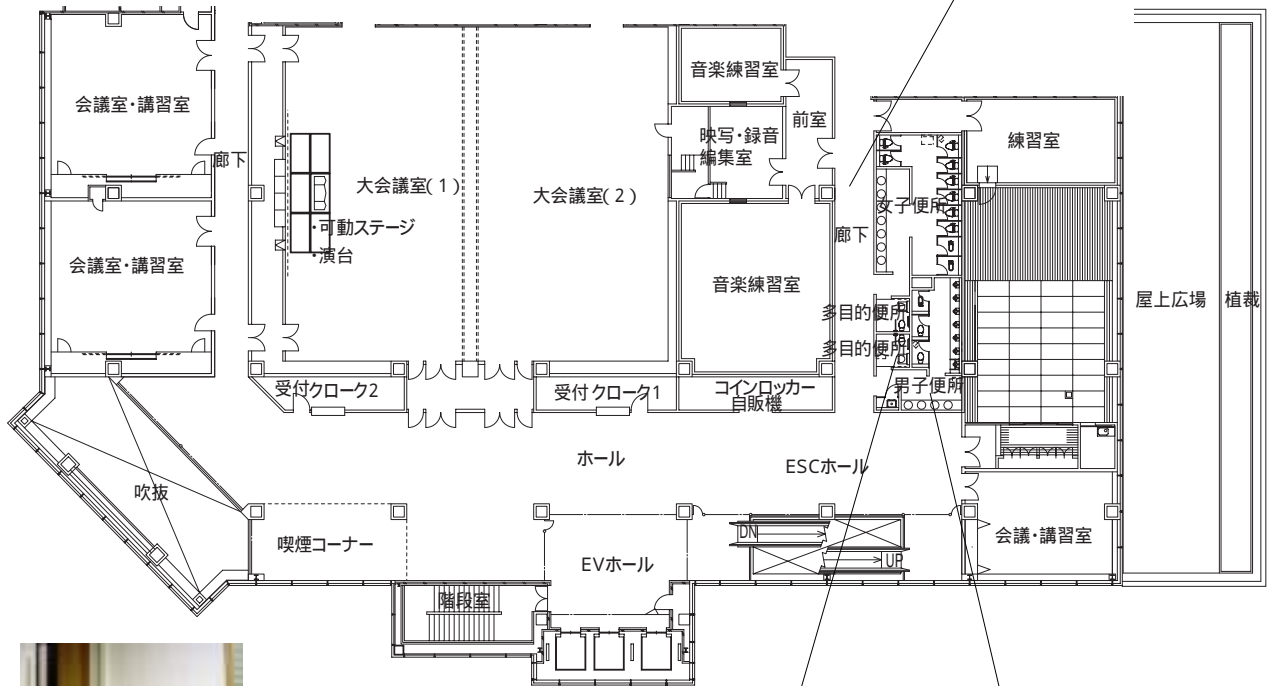 音楽練習室
会議室・講習室
前室
映写・録音
編集室
練習室
廊下
大会議室(1)
大会議室(2)
女子便所
・可動ステージ
・演台
廊下
会議室・講習室
音楽練習室
屋上広場
植裁
多目的便所
多目的便所
受付クローク2
受付クローク1
コインロッカー
自販機
男子便所
ホール
ESCホール
吹抜
DN
UP
喫煙コーナー
会議・講習室
EVホール
階段室